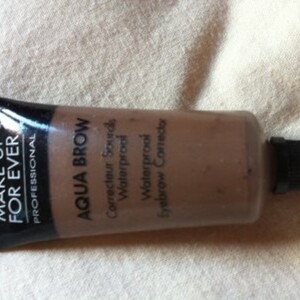 MAKE UP
FOR EVER
PROFESSIONAL
AQUA BROW
Correcteur Sourcils
Waterproof
Waterproof
Eyebrow Corrector